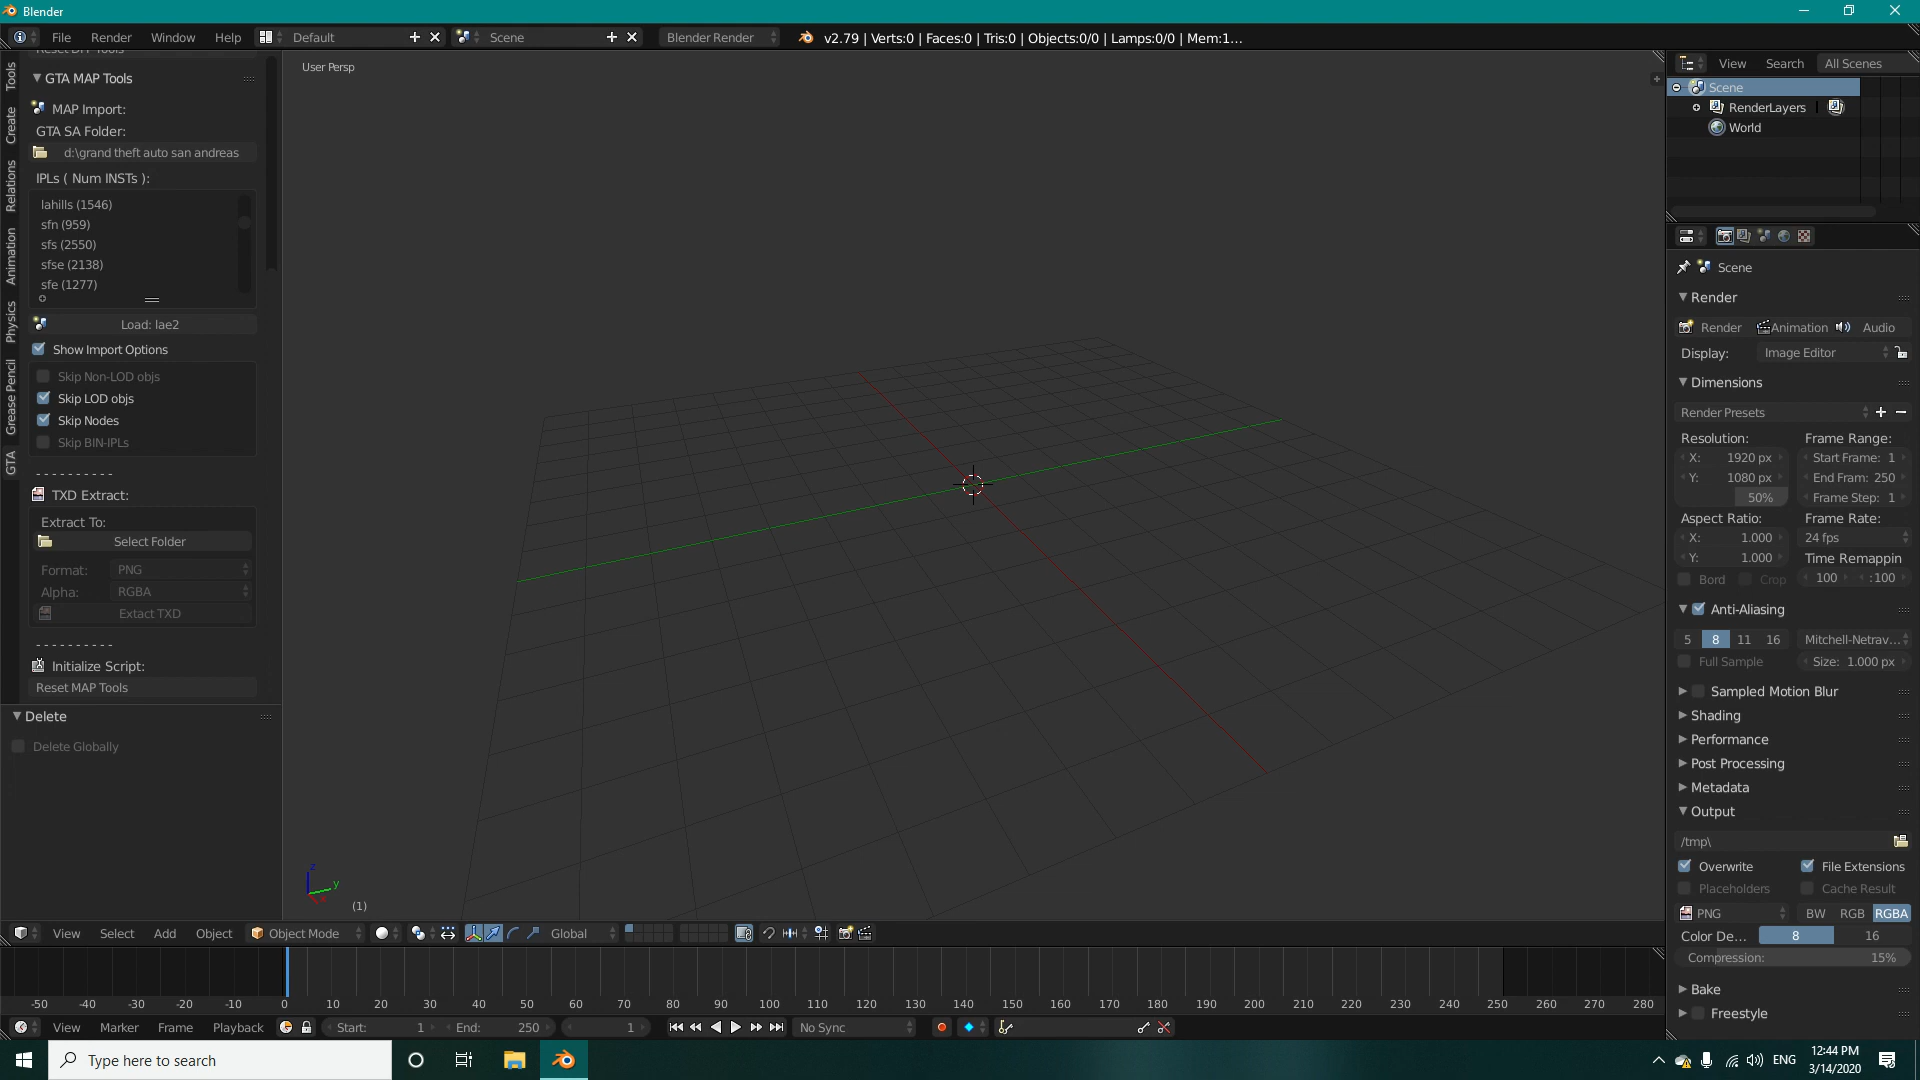 Blender
File Render Window Help Default Scene Blender Render v2.79 | Verts:0 | Faces:0 | Tris:0 | Objects:0/0 | Lamps:0/0 | Mem:1...
Reset DFF Tools
GTA MAP Tools
MAP Import:
GTA SA Folder:
d:\grand theft auto san andreas
IPLs ( Num INSTs ):
lahills (1546)
sfn (959)
sfs (2550)
sfse (2138)
sfe (1277)
Load: lae2
Show Import Options
Skip Non-LOD objs
Skip LOD objs
Skip Nodes
Skip BIN-IPLs
- - - - - - - - - -
TXD Extract:
Extract To:
Select Folder
Format: PNG
Alpha: RGBA
Extact TXD
- - - - - - - - - -
Initialize Script:
Reset MAP Tools
Delete
Delete Globally
Tools
Create
Relations
Animation
Physics
Grease Pencil
GTA
User Persp
z
y
x
(1)
View Select Add Object Object Mode Global
-50 -40 -30 -20 -10 0 10 20 30 40 50 60 70 80 90 100 110 120 130 140 150 160 170 180 190 200 210 220 230 240 250 260 270 280
View Marker Frame Playback Start: 1 End: 250 1 No Sync
View Search All Scenes
Scene
RenderLayers
World
Scene
Render
Render Animation Audio
Display: Image Editor
Dimensions
Render Presets
Resolution: Frame Range:
X: 1920 px Start Frame: 1
Y: 1080 px End Fram: 250
50% Frame Step: 1
Aspect Ratio: Frame Rate:
X: 1.000 24 fps
Y: 1.000 Time Remappin
Bord Crop 100 :100
Anti-Aliasing
5 8 11 16 Mitchell-Netrav...
Full Sample Size: 1.000 px
Sampled Motion Blur
Shading
Performance
Post Processing
Metadata
Output
/tmp\
Overwrite File Extensions
Placeholders Cache Result
PNG BW RGB RGBA
Color De... 8 16
Compression: 15%
Bake
Freestyle
Type here to search
ENG
12:44 PM
3/14/2020